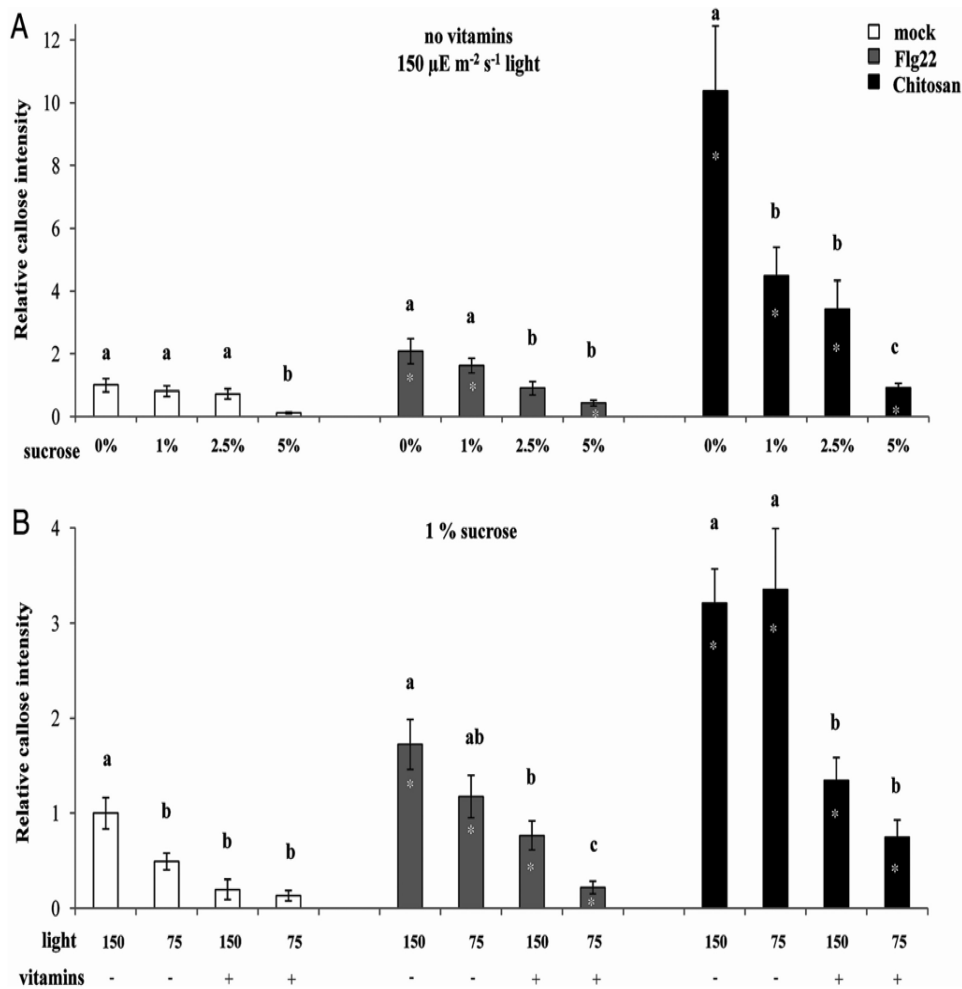 A
no vitamins
150 µE m⁻² s⁻¹ light
mock
Flg22
Chitosan
Relative callose intensity
12
10
8
6
4
2
0
a a a b a a b b a b b c
* * * * * * *
sucrose 0% 1% 2.5% 5% 0% 1% 2.5% 5% 0% 1% 2.5% 5%
B
1 % sucrose
Relative callose intensity
4
3
2
1
0
a b b b a ab b c a a b b
* * * * * * * *
light 150 75 150 75 150 75 150 75 150 75 150 75
vitamins - - + + - - + + - - + +